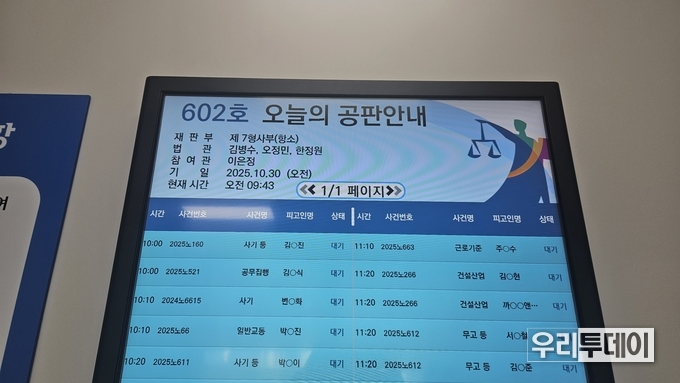 602호 오늘의 공판안내
재 판 부 제 7형사부(항소)
법 관 김병수, 오정민, 한정원
참 여 관 이은정
기 일 2025.10.30 (오전)
현재 시간 오전 09:43
1/1 페이지
시간 사건번호 사건명 피고인명 상태 시간 사건번호 사건명 피고인명 상태
10:00 2025노160 사기 등 김○진 대기 11:10 2025노663 근로기준 주○수 대기
10:00 2025노521 공무집행 김○식 대기 11:20 2025노266 건설산업 김○현 대기
10:10 2024노6615 사기 변○화 대기 11:20 2025노266 건설산업 까○○앤… 대기
10:10 2025노66 일반교통 박○진 대기 11:20 2025노612 무고 등 서○철
10:20 2025노611 사기 등 박○이 대기 11:20 2025노612 무고 등 김○준 대기
우리투데이